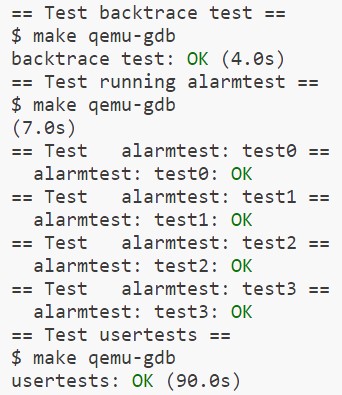 == Test backtrace test ==
$ make qemu-gdb
backtrace test: OK (4.0s)
== Test running alarmtest ==
$ make qemu-gdb
(7.0s)
== Test   alarmtest: test0 ==
  alarmtest: test0: OK
== Test   alarmtest: test1 ==
  alarmtest: test1: OK
== Test   alarmtest: test2 ==
  alarmtest: test2: OK
== Test   alarmtest: test3 ==
  alarmtest: test3: OK
== Test usertests ==
$ make qemu-gdb
usertests: OK (90.0s)